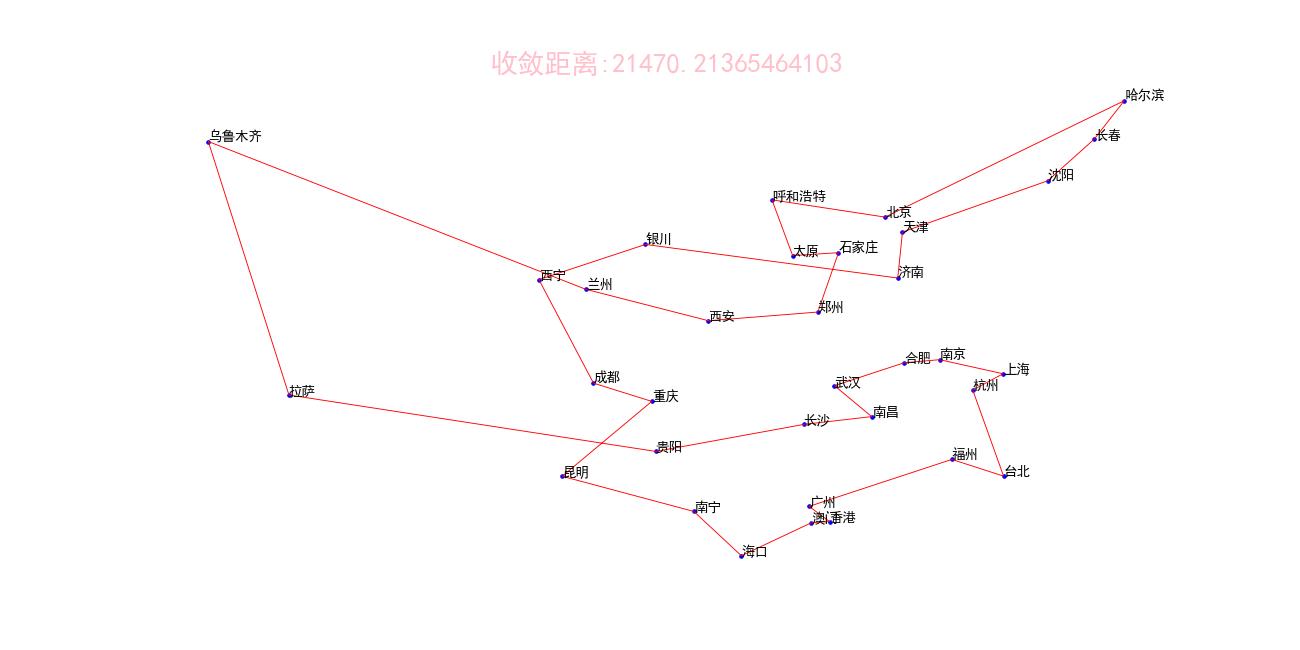 收敛距离:21470.21365464103
哈尔滨
乌鲁木齐
长春
沈阳
呼和浩特
北京
天津
银川
石家庄
太原
济南
西宁
兰州
郑州
西安
南京
合肥
上海
成都
武汉
杭州
拉萨
重庆
南昌
长沙
贵阳
福州
昆明
台北
广州
南宁
澳门
香港
海口